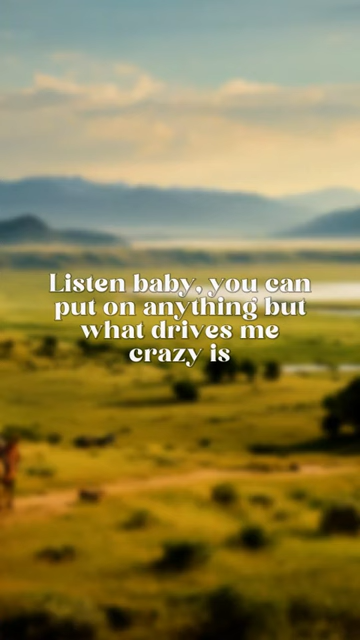 Listen baby, you can
put on anything but
what drives me
crazy is